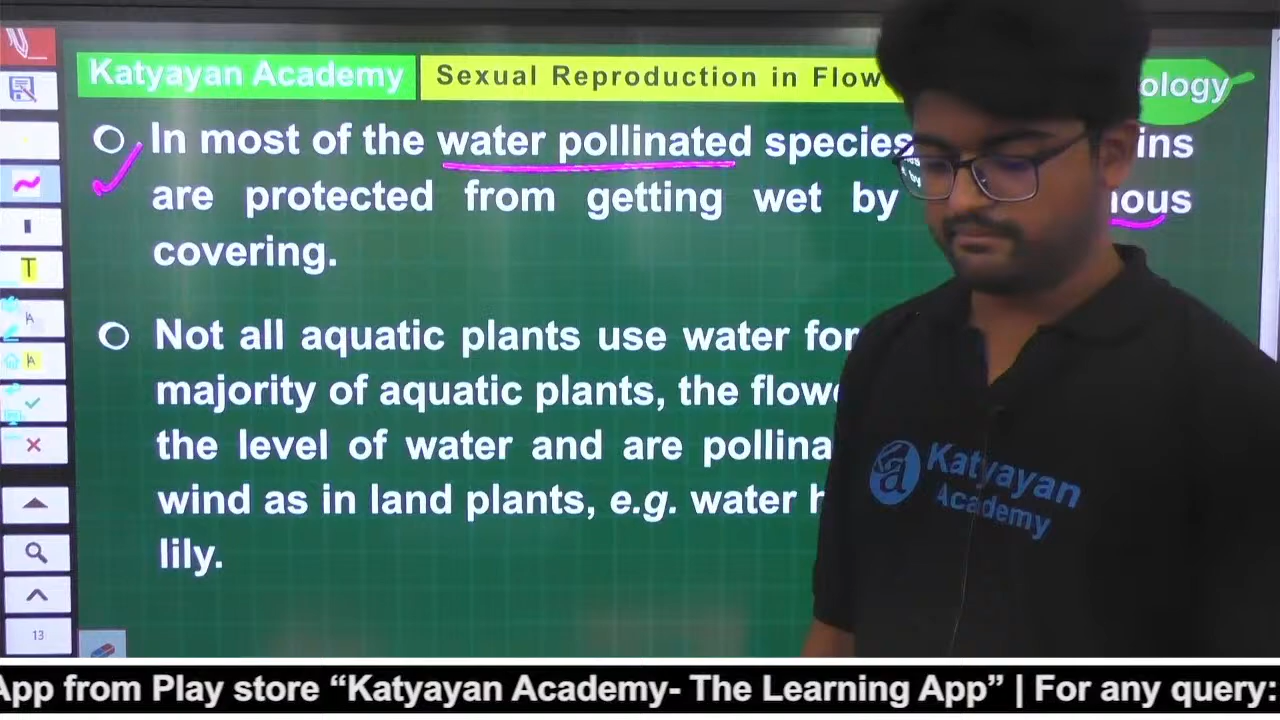 Katyayan Academy
Sexual Reproduction in Flow
ology
In most of the water pollinated species ins
are protected from getting wet by nous
covering.
Not all aquatic plants use water for
majority of aquatic plants, the flowe
the level of water and are pollina
wind as in land plants, e.g. water h
lily.
T
A
A
13
Katyayan
Academy
App from Play store “Katyayan Academy- The Learning App” | For any query: